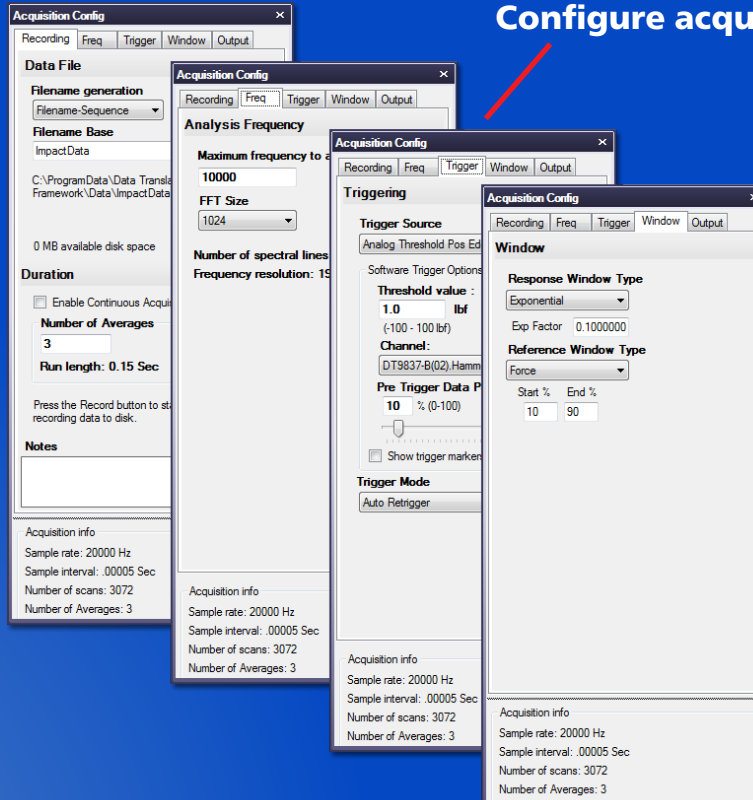 Configure acqu
Acquisition Config
Recording Freq Trigger Window Output
Data File
Filename generation
Filename-Sequence
Filename Base
ImpactData
C:\ProgramData\Data Transla
Framework\Data\ImpactData
0 MB available disk space
Duration
Enable Continuous Acqui
Number of Averages
3
Run length: 0.15 Sec
Press the Record button to sta
recording data to disk.
Notes
Acquisition info
Sample rate: 20000 Hz
Sample interval: .00005 Sec
Number of scans: 3072
Number of Averages: 3
Acquisition Config
Recording Freq Trigger Window Output
Analysis Frequency
Maximum frequency to a
10000
FFT Size
1024
Number of spectral lines
Frequency resolution: 19
Acquisition info
Sample rate: 20000 Hz
Sample interval: .00005 Sec
Number of scans: 3072
Number of Averages: 3
Acquisition Config
Recording Freq Trigger Window Output
Triggering
Trigger Source
Analog Threshold Pos Ed
Software Trigger Options
Threshold value :
1.0 lbf
(-100 - 100 lbf)
Channel:
DT9837-B(02).Hamm
Pre Trigger Data P
10 % (0-100)
Show trigger markers
Trigger Mode
Auto Retrigger
Acquisition info
Sample rate: 20000 Hz
Sample interval: .00005 Sec
Number of scans: 3072
Number of Averages: 3
Acquisition Config
Recording Freq Trigger Window Output
Window
Response Window Type
Exponential
Exp Factor 0.1000000
Reference Window Type
Force
Start % End %
10 90
Acquisition info
Sample rate: 20000 Hz
Sample interval: .00005 Sec
Number of scans: 3072
Number of Averages: 3